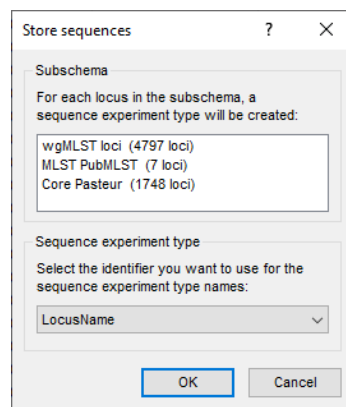 Store sequences
?
Subschema
For each locus in the subschema, a
sequence experiment type will be created:
wgMLST loci (4797 loci)
MLST PubMLST (7 loci)
Core Pasteur (1748 loci)
Sequence experiment type
Select the identifier you want to use for the
sequence experiment type names:
LocusName
OK Cancel